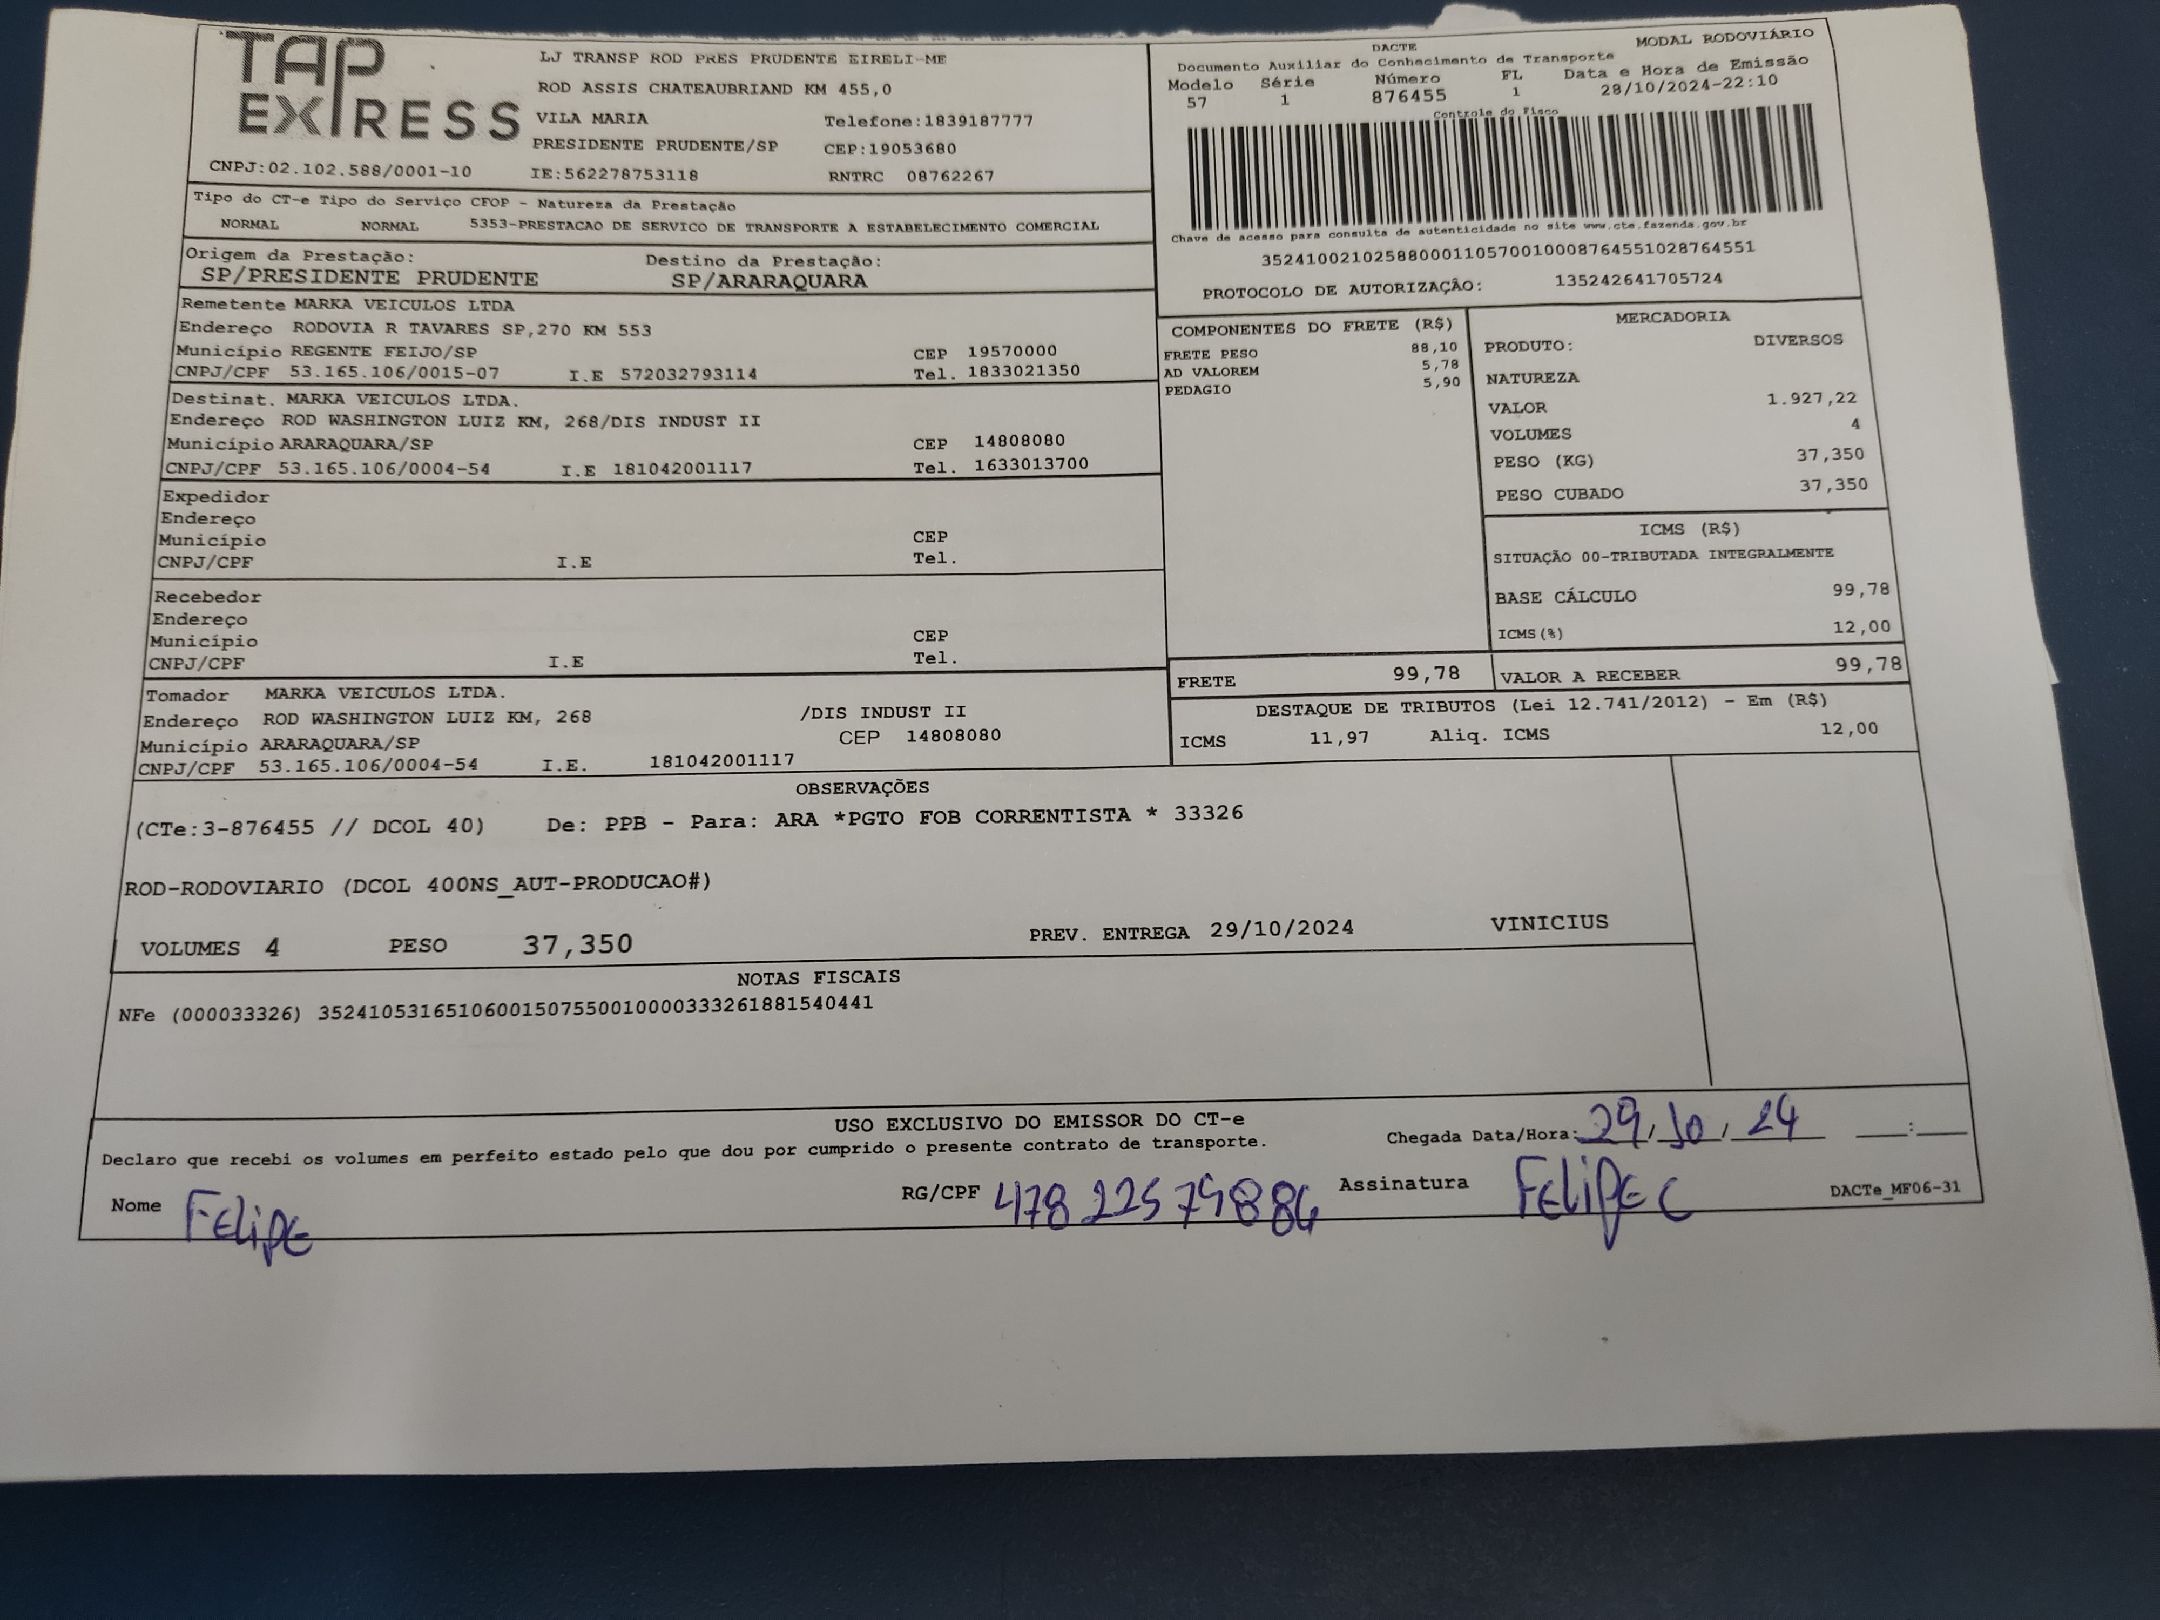 TAP EXPRESS
LJ TRANSP ROD PRES PRUDENTE EIRELI-ME
ROD ASSIS CHATEAUBRIAND KM 455,0
VILA MARIA Telefone:1839187777
PRESIDENTE PRUDENTE/SP CEP:19053680
CNPJ:02.102.588/0001-10 IE:562278753118 RNTRC 08762267
DACTE MODAL RODOVIÁRIO
Documento Auxiliar do Conhecimento de Transporte
Modelo Série Número FL Data e Hora de Emissão
57 1 876455 1 28/10/2024-22:10
Controle do Fisco
Chave de acesso para consulta de autenticidade no site www.cte.fazenda.gov.br
35241002102588000110570010008764551028764551
PROTOCOLO DE AUTORIZAÇÃO: 135242641705724
Tipo do CT-e Tipo do Serviço CFOP - Natureza da Prestação
NORMAL NORMAL 5353-PRESTACAO DE SERVICO DE TRANSPORTE A ESTABELECIMENTO COMERCIAL
Origem da Prestação: Destino da Prestação:
SP/PRESIDENTE PRUDENTE SP/ARARAQUARA
Remetente MARKA VEICULOS LTDA
Endereço RODOVIA R TAVARES SP,270 KM 553
Município REGENTE FEIJO/SP CEP 19570000
CNPJ/CPF 53.165.106/0015-07 I.E 572032793114 Tel. 1833021350
Destinat. MARKA VEICULOS LTDA.
Endereço ROD WASHINGTON LUIZ KM, 268/DIS INDUST II
Município ARARAQUARA/SP CEP 14808080
CNPJ/CPF 53.165.106/0004-54 I.E 181042001117 Tel. 1633013700
Expedidor
Endereço
Município CEP
CNPJ/CPF I.E Tel.
Recebedor
Endereço
Município CEP
CNPJ/CPF I.E Tel.
Tomador MARKA VEICULOS LTDA.
Endereço ROD WASHINGTON LUIZ KM, 268 /DIS INDUST II
Município ARARAQUARA/SP CEP 14808080
CNPJ/CPF 53.165.106/0004-54 I.E. 181042001117
COMPONENTES DO FRETE (R$)
FRETE PESO 88,10
AD VALOREM 5,78
PEDAGIO 5,90
MERCADORIA
PRODUTO: DIVERSOS
NATUREZA
VALOR 1.927,22
VOLUMES 4
PESO (KG) 37,350
PESO CUBADO 37,350
ICMS (R$)
SITUAÇÃO 00-TRIBUTADA INTEGRALMENTE
BASE CÁLCULO 99,78
ICMS(%) 12,00
FRETE 99,78 VALOR A RECEBER 99,78
DESTAQUE DE TRIBUTOS (Lei 12.741/2012) - Em (R$)
ICMS 11,97 Aliq. ICMS 12,00
OBSERVAÇÕES
(CTe:3-876455 // DCOL 40) De: PPB - Para: ARA *PGTO FOB CORRENTISTA * 33326
ROD-RODOVIARIO (DCOL 400NS_AUT-PRODUCAO#)
VOLUMES 4 PESO 37,350 PREV. ENTREGA 29/10/2024 VINICIUS
NOTAS FISCAIS
NFe (000033326) 35241053165106001507550010000333261881540441
USO EXCLUSIVO DO EMISSOR DO CT-e
Declaro que recebi os volumes em perfeito estado pelo que dou por cumprido o presente contrato de transporte. Chegada Data/Hora: 29/10/24 __:__
Nome Felipe RG/CPF Assinatura Felipe C DACTe_MF06-31